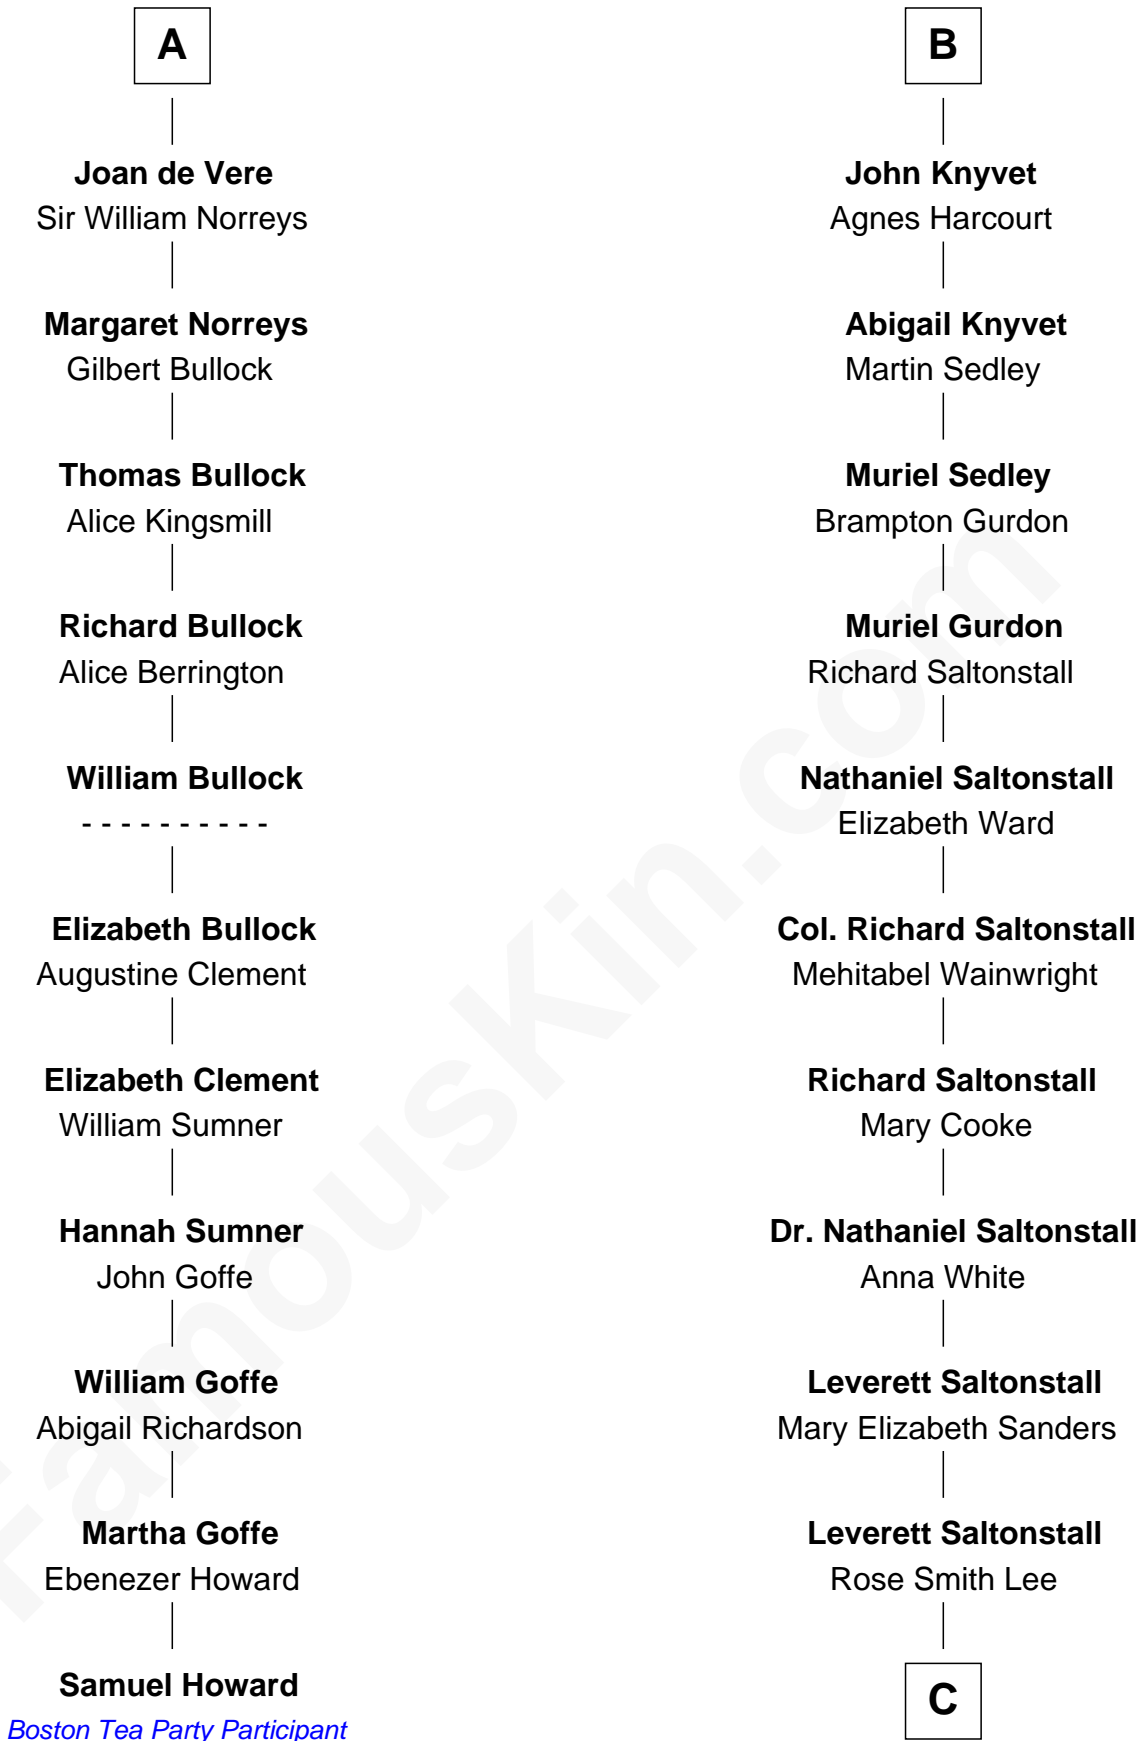 A
Joan de Vere
Sir William Norreys
Margaret Norreys
Gilbert Bullock
Thomas Bullock
Alice Kingsmill
Richard Bullock
Alice Berrington
William Bullock
- - - - - - - - - -
Elizabeth Bullock
Augustine Clement
Elizabeth Clement
William Sumner
Hannah Sumner
John Goffe
William Goffe
Abigail Richardson
Martha Goffe
Ebenezer Howard
Samuel Howard
Boston Tea Party Participant
B
John Knyvet
Agnes Harcourt
Abigail Knyvet
Martin Sedley
Muriel Sedley
Brampton Gurdon
Muriel Gurdon
Richard Saltonstall
Nathaniel Saltonstall
Elizabeth Ward
Col. Richard Saltonstall
Mehitabel Wainwright
Richard Saltonstall
Mary Cooke
Dr. Nathaniel Saltonstall
Anna White
Leverett Saltonstall
Mary Elizabeth Sanders
Leverett Saltonstall
Rose Smith Lee
C
FamousKin.com